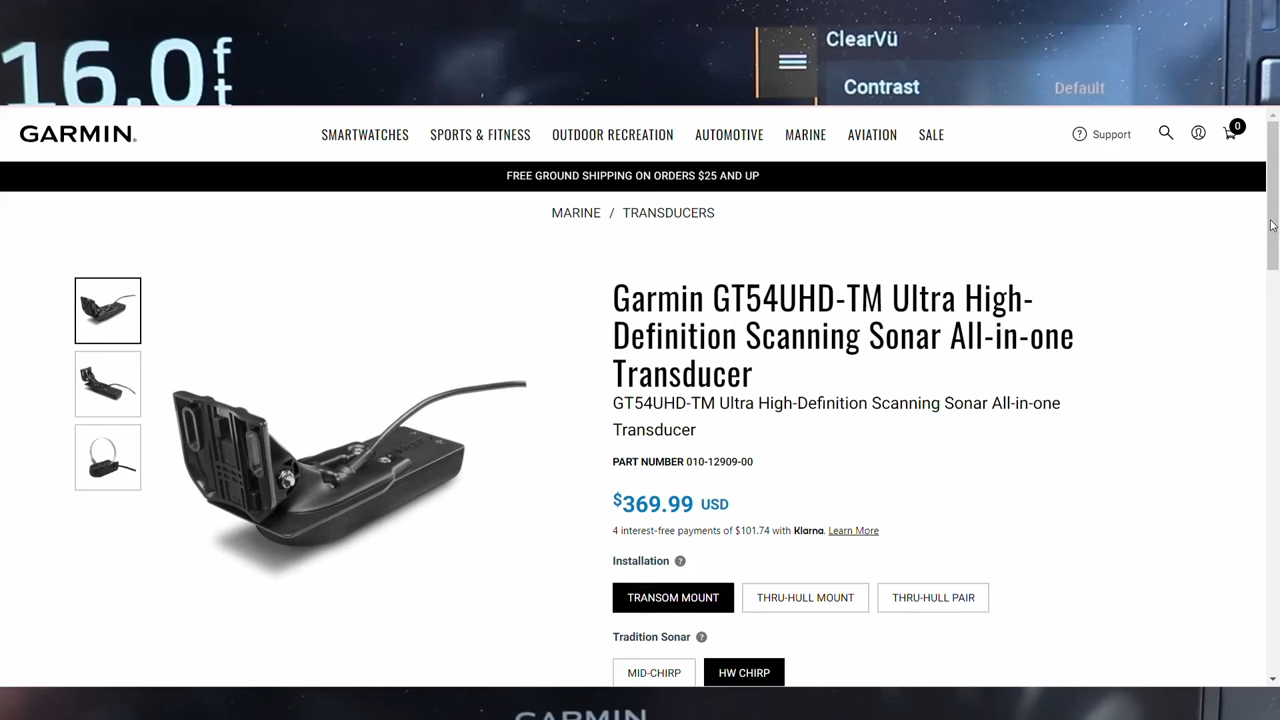 16.0 ft
ClearVü
Contrast Default
GARMIN.
SMARTWATCHES SPORTS & FITNESS OUTDOOR RECREATION AUTOMOTIVE MARINE AVIATION SALE
? Support 0
FREE GROUND SHIPPING ON ORDERS $25 AND UP
MARINE / TRANSDUCERS
Garmin GT54UHD-TM Ultra High-
Definition Scanning Sonar All-in-one
Transducer
GT54UHD-TM Ultra High-Definition Scanning Sonar All-in-one
Transducer
PART NUMBER 010-12909-00
$369.99 USD
4 interest-free payments of $101.74 with Klarna. Learn More
Installation ?
TRANSOM MOUNT THRU-HULL MOUNT THRU-HULL PAIR
Tradition Sonar ?
MID-CHIRP HW CHIRP
GARMIN